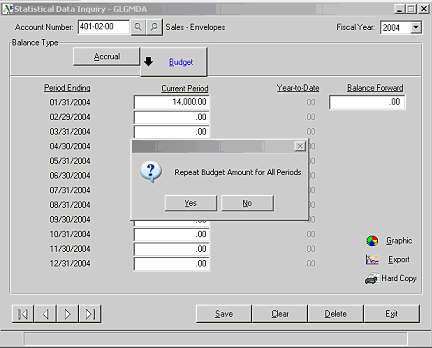 Statistical Data Inquiry - GLGMDA
Account Number: 401-02-00 Sales - Envelopes Fiscal Year: 2004
Balance Type
Accrual Budget
Period Ending Current Period Year-to-Date Balance Forward
01/31/2004 14,000.00 .00 .00
02/29/2004 .00 .00
03/31/2004 .00 .00
04/30/2004 .00
05/31/2004 .00
06/30/2004 .00
07/31/2004 .00
08/31/2004 .00
09/30/2004 .00 .00
10/31/2004 .00 .00
11/30/2004 .00 .00
12/31/2004 .00 .00
Repeat Budget Amount for All Periods
Yes No
Graphic
Export
Hard Copy
Save Clear Delete Exit